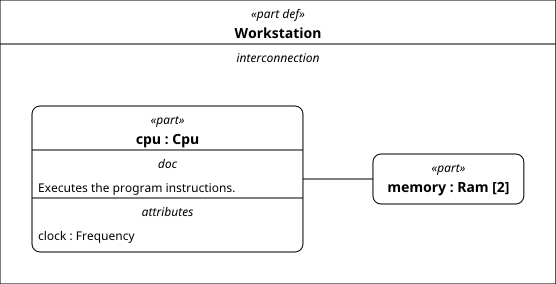 «part def»
Workstation
interconnection
«part»
cpu : Cpu
doc
Executes the program instructions.
attributes
clock : Frequency
«part»
memory : Ram [2]